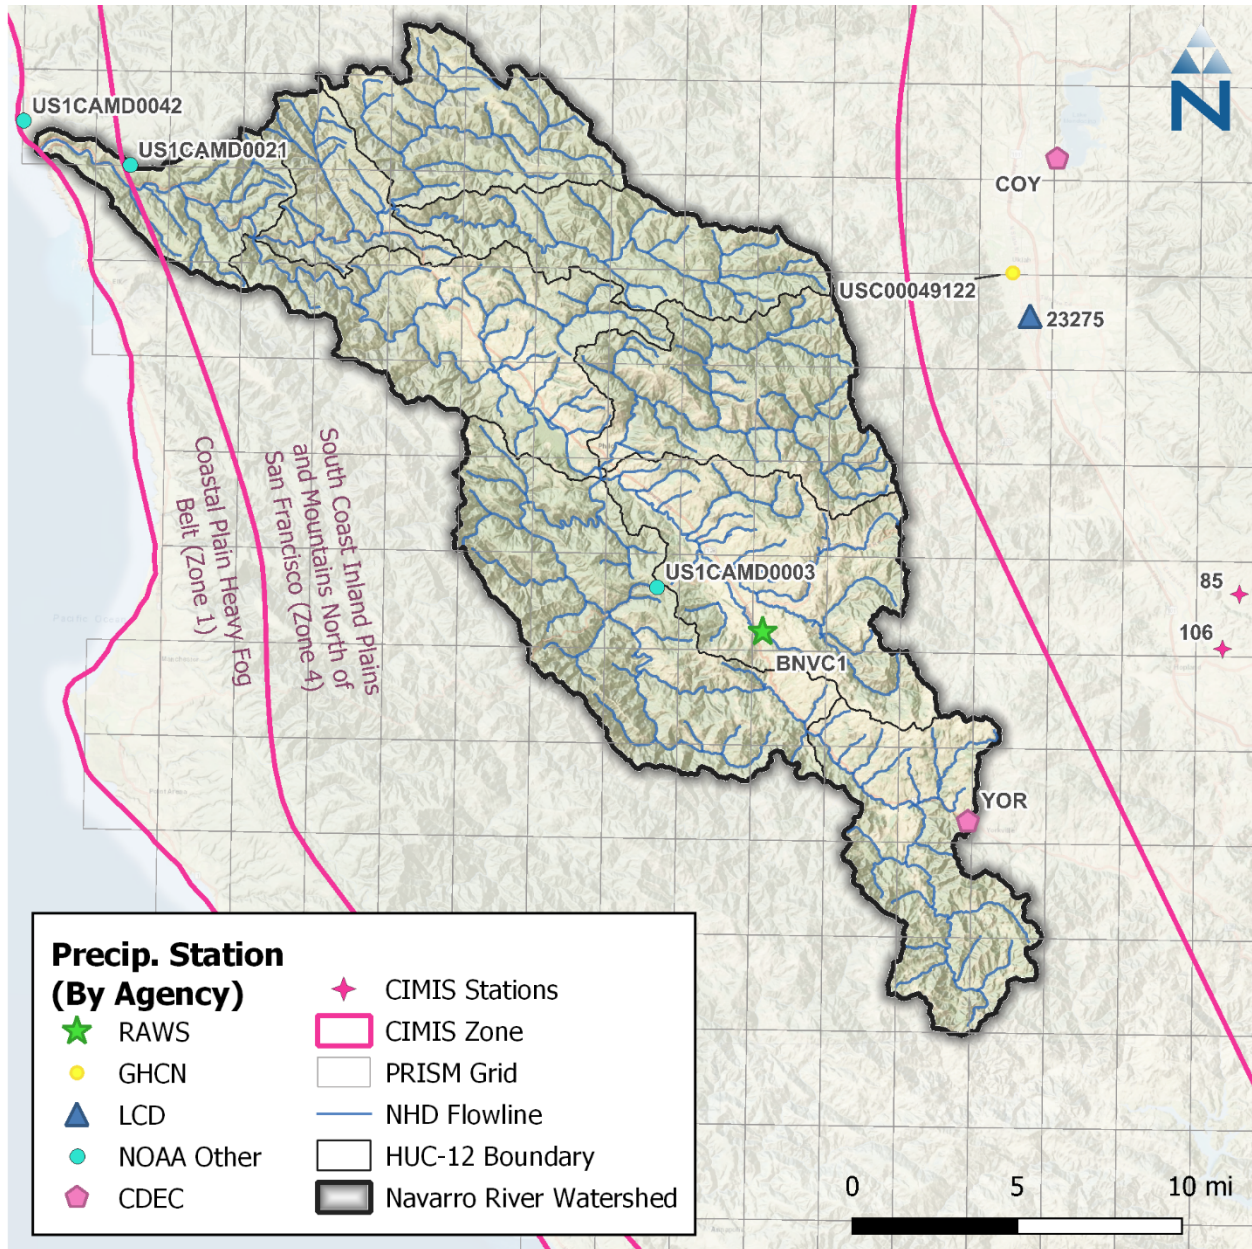 US1CAMD0042
US1CAMD0021
N
COY
USC00049122
23275
South Coast Inland Plains
and Mountains North of
San Francisco (Zone 4)
Coastal Plain Heavy Fog
Belt (Zone 1)
US1CAMD0003
85
106
BNVC1
Pacific Ocean
YOR
Precip. Station
(By Agency)
RAWS
GHCN
LCD
NOAA Other
CDEC
CIMIS Stations
CIMIS Zone
PRISM Grid
NHD Flowline
HUC-12 Boundary
Navarro River Watershed
0 5 10 mi